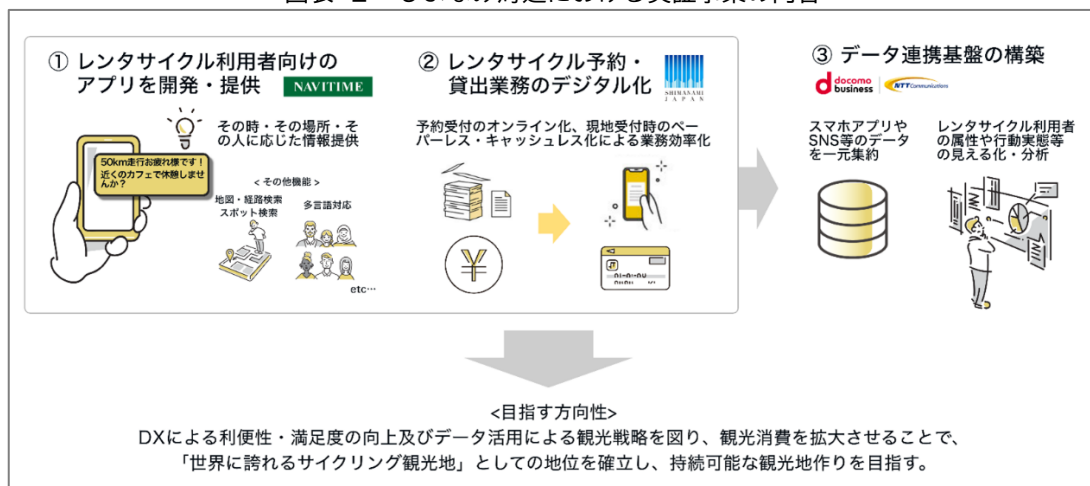 ① レンタサイクル利用者向けの
アプリを開発・提供
NAVITIME
その時・その場所・そ
の人に応じた情報提供
50km走行お疲れ様です！
近くのカフェで休憩しませ
んか？
< その他機能 >
地図・経路検索
スポット検索
多言語対応
etc…
② レンタサイクル予約・
貸出業務のデジタル化
SHIMANAMI
JAPAN
予約受付のオンライン化、現地受付時のペー
パーレス・キャッシュレス化による業務効率化
¥
③ データ連携基盤の構築
docomo
business
NTT Communications
スマホアプリや
SNS等のデータ
を一元集約
レンタサイクル利用者
の属性や行動実態等
の見える化・分析
<目指す方向性>
DXによる利便性・満足度の向上及びデータ活用による観光戦略を図り、観光消費を拡大させることで、
「世界に誇れるサイクリング観光地」としての地位を確立し、持続可能な観光地作りを目指す。